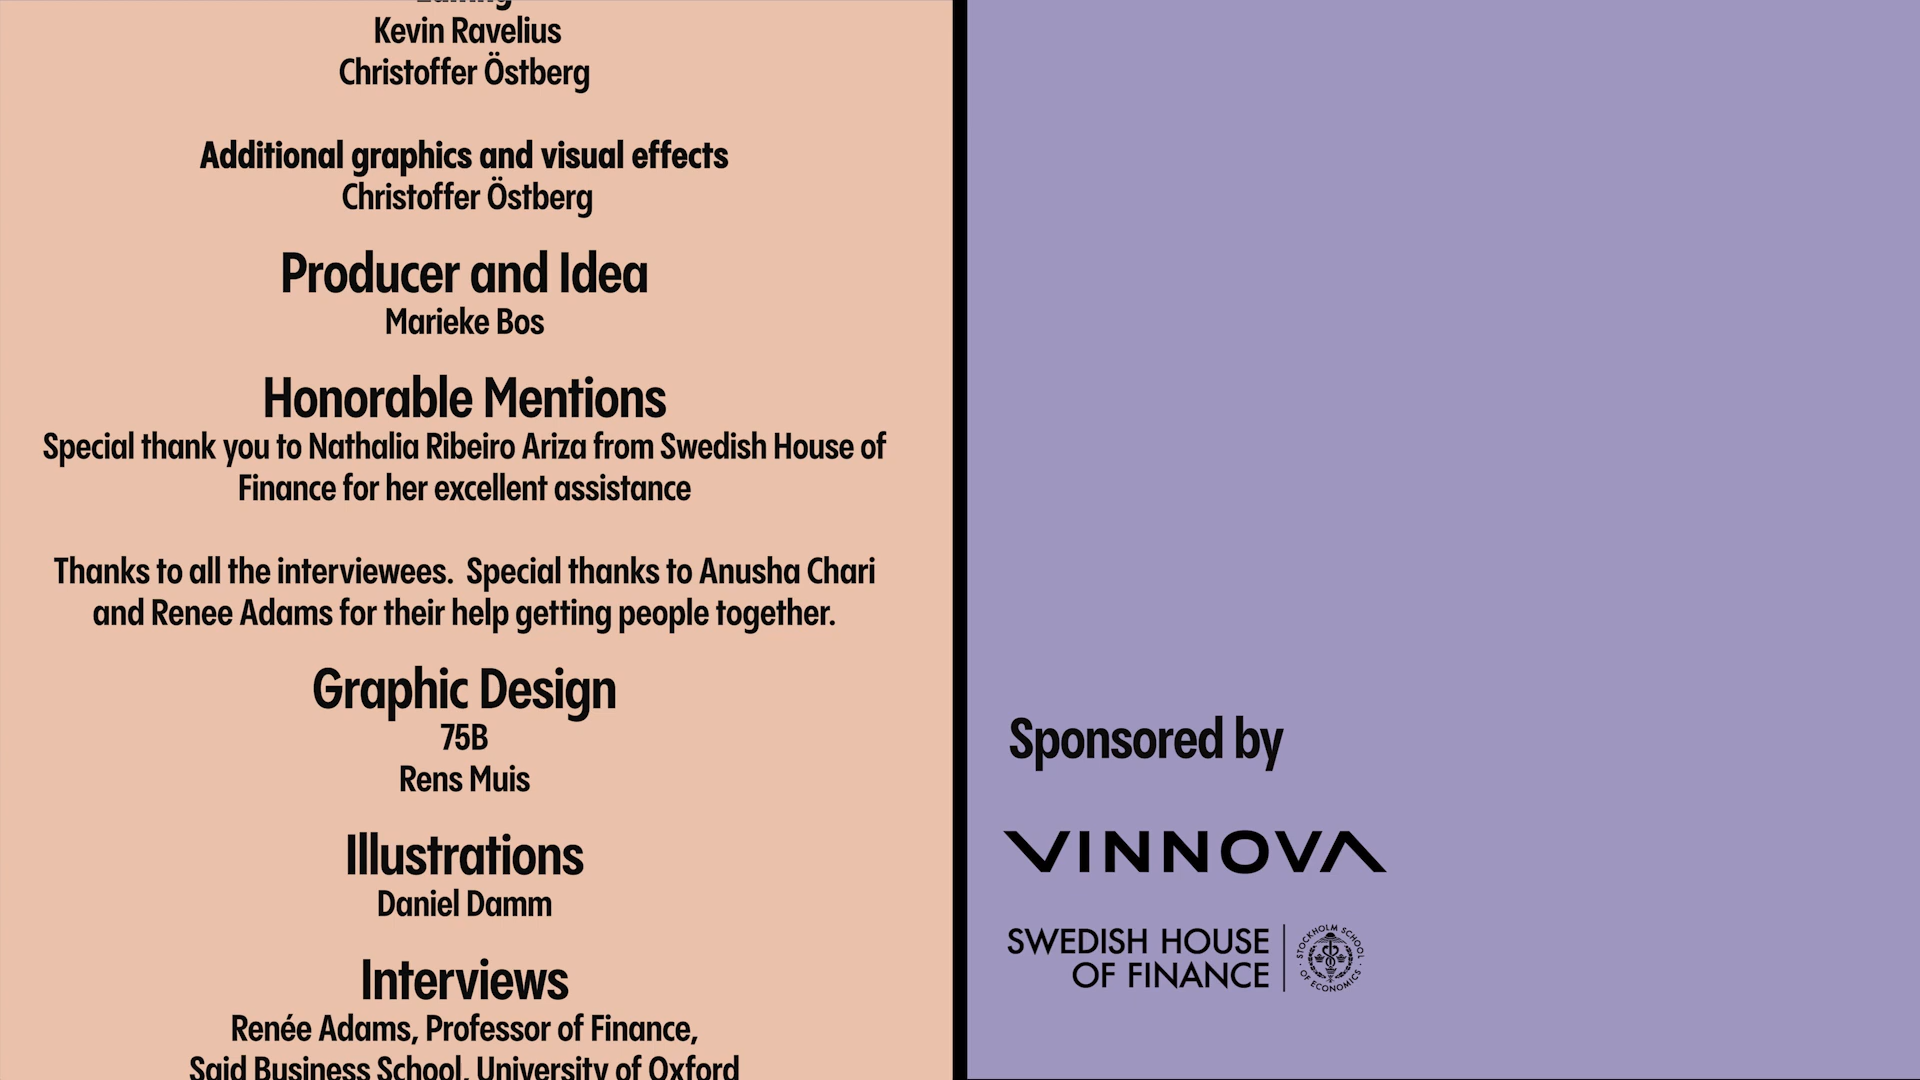 Editing
Kevin Ravelius
Christoffer Östberg
Additional graphics and visual effects
Christoffer Östberg
Producer and Idea
Marieke Bos
Honorable Mentions
Special thank you to Nathalia Ribeiro Ariza from Swedish House of
Finance for her excellent assistance
Thanks to all the interviewees.  Special thanks to Anusha Chari
and Renee Adams for their help getting people together.
Graphic Design
75B
Rens Muis
Illustrations
Daniel Damm
Interviews
Renée Adams, Professor of Finance,
Said Business School, University of Oxford
Sponsored by
VINNOVA
SWEDISH HOUSE
OF FINANCE
STOCKHOLM SCHOOL
OF ECONOMICS